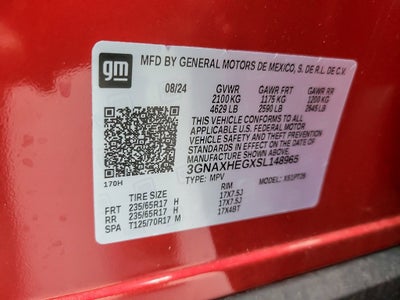 gm
MFD BY GENERAL MOTORS DE MEXICO, S. DE R.L. DE C.V.
08/24 GVWR GAWR FRT GAWR RR
2100 KG 1175 KG 1200 KG
4629 LB 2590 LB 2645 LB
THIS VEHICLE CONFORMS TO ALL
APPLICABLE U.S. FEDERAL MOTOR
VEHICLE SAFETY AND THEFT PREVENTION
STANDARDS IN EFFECT ON THE DATE OF
MANUFACTURE SHOWN ABOVE.
3GNAXHEGXSL148965
170H TYPE: MPV MODEL: XS1PT26
TIRE SIZE RIM
FRT 235/65R17 H 17X7.5J
RR 235/65R17 H 17X7.5J
SPA T125/70R17 M 17X4BT